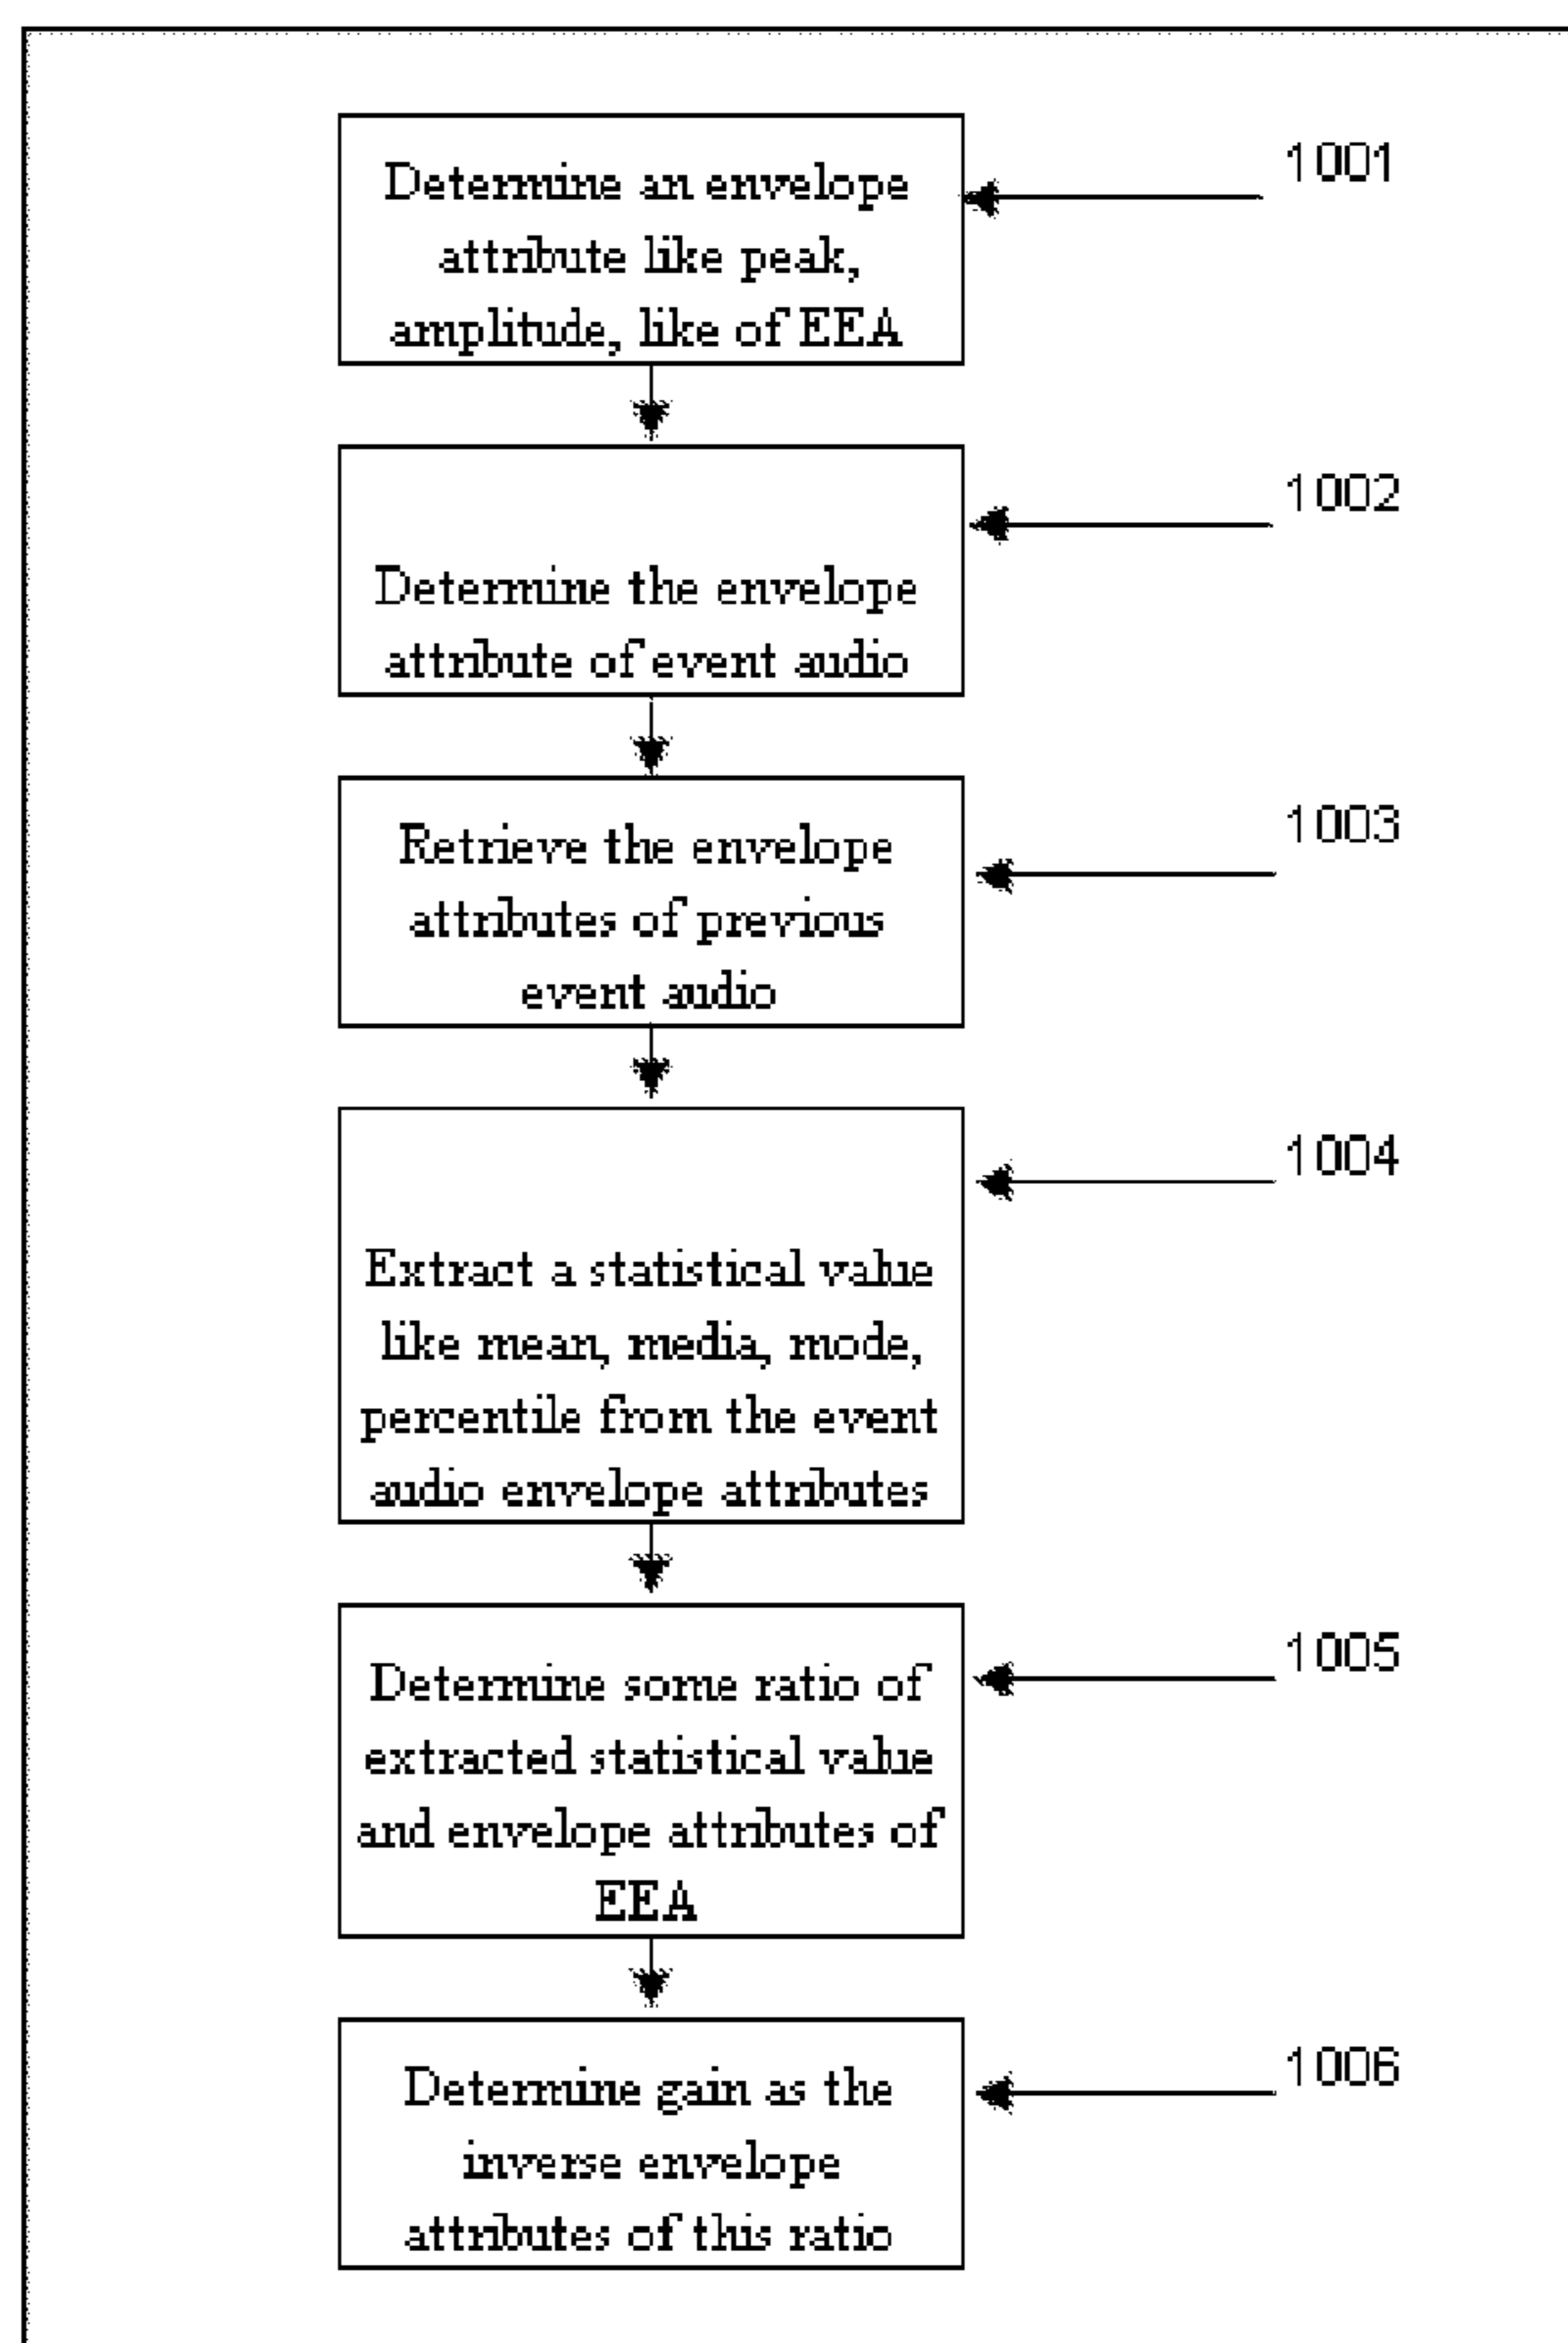 Determine an envelope
attribute like peak,
amplitude, like of EEA
1001
Determine the envelope
attribute of event audio
1002
Retrieve the envelope
attributes of previous
event audio
1003
Extract a statistical value
like mean, media, mode,
percentile from the event
audio envelope attributes
1004
Determine some ratio of
extracted statistical value
and envelope attributes of
EEA
1005
Determine gain as the
inverse envelope
attributes of this ratio
1006